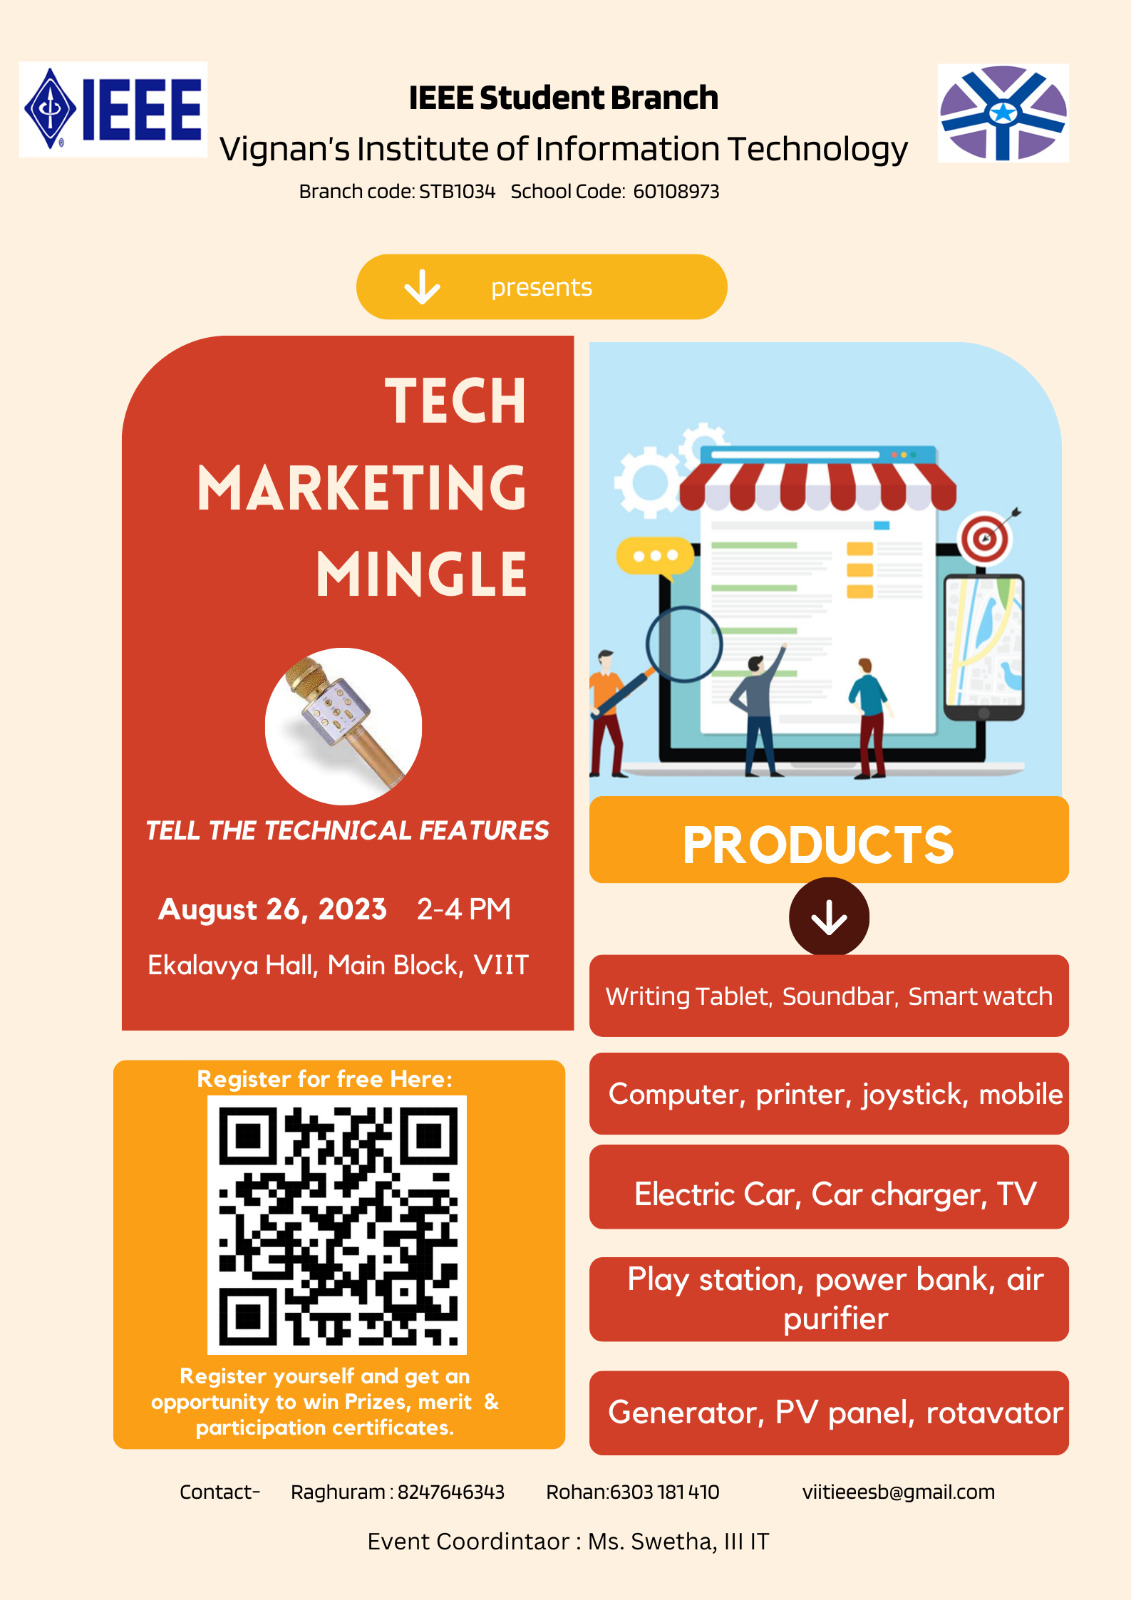 IEEE
IEEE Student Branch
Vignan's Institute of Information Technology
Branch code: STB1034 School Code: 60108973
presents
TECH
MARKETING
MINGLE
TELL THE TECHNICAL FEATURES
August 26, 2023 2-4 PM
Ekalavya Hall, Main Block, VIIT
PRODUCTS
Writing Tablet, Soundbar, Smart watch
Computer, printer, joystick, mobile
Electric Car, Car charger, TV
Play station, power bank, air
purifier
Generator, PV panel, rotavator
Register for free Here:
Register yourself and get an
opportunity to win Prizes, merit &
participation certificates.
Contact- Raghuram : 8247646343 Rohan:6303 181 410 viitieeesb@gmail.com
Event Coordintaor : Ms. Swetha, III IT